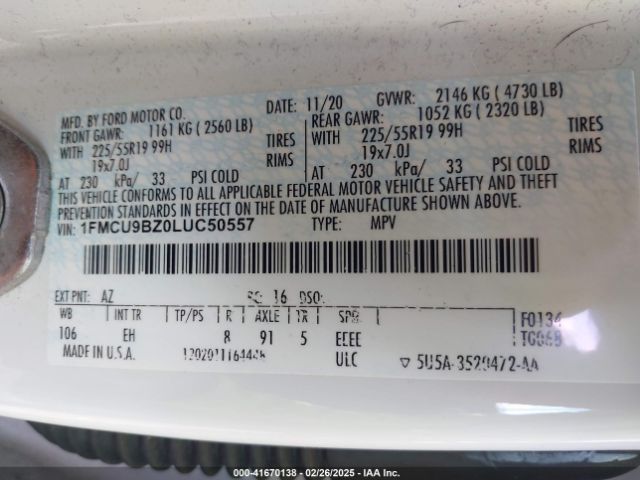 MFD. BY FORD MOTOR CO.
DATE: 11/20 GVWR: 2146 KG ( 4730 LB)
FRONT GAWR: 1161 KG ( 2560 LB) REAR GAWR: 1052 KG ( 2320 LB)
WITH 225/55R19 99H TIRES WITH 225/55R19 99H TIRES
19x7.0J RIMS 19x7.0J RIMS
AT 230 kPa/ 33 PSI COLD AT 230 kPa/ 33 PSI COLD
THIS VEHICLE CONFORMS TO ALL APPLICABLE FEDERAL MOTOR VEHICLE SAFETY AND THEFT
PREVENTION STANDARDS IN EFFECT ON THE DATE OF MANUFACTURE SHOWN ABOVE.
VIN: 1FMCU9BZ0LUC50557 TYPE: MPV
EXT PNT: AZ RC: 16 DSO:
WB INT TR TP/PS R AXLE TR SPR F0134
106 EH 8 91 5 EEEE TG06B
MADE IN U.S.A. ULC ▽ 5U5A-3520472-AA
000-41670138 - 02/26/2025 - IAA Inc.